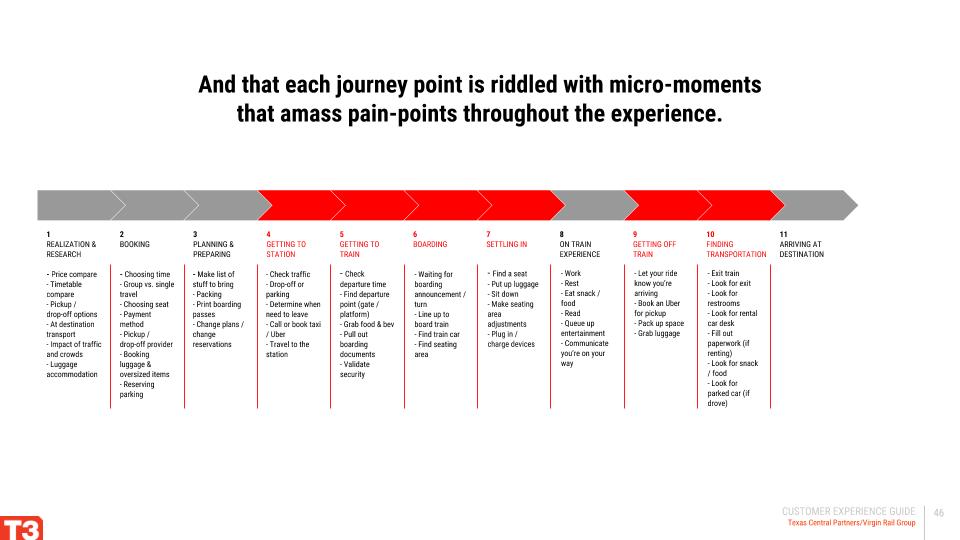 And that each journey point is riddled with micro-moments
that amass pain-points throughout the experience.
1
REALIZATION &
RESEARCH
- Price compare
- Timetable
compare
- Pickup /
drop-off options
- At destination
transport
- Impact of traffic
and crowds
- Luggage
accommodation
2
BOOKING
- Choosing time
- Group vs. single
travel
- Choosing seat
- Payment
method
- Pickup /
drop-off provider
- Booking
luggage &
oversized items
- Reserving
parking
3
PLANNING &
PREPARING
- Make list of
stuff to bring
- Packing
- Print boarding
passes
- Change plans /
change
reservations
4
GETTING TO
STATION
- Check traffic
- Drop-off or
parking
- Determine when
need to leave
- Call or book taxi
/ Uber
- Travel to the
station
5
GETTING TO
TRAIN
- Check
departure time
- Find departure
point (gate /
platform)
- Grab food & bev
- Pull out
boarding
documents
- Validate
security
6
BOARDING
- Waiting for
boarding
announcement /
turn
- Line up to
board train
- Find train car
- Find seating
area
7
SETTLING IN
- Find a seat
- Put up luggage
- Sit down
- Make seating
area
adjustments
- Plug in /
charge devices
8
ON TRAIN
EXPERIENCE
- Work
- Rest
- Eat snack /
food
- Read
- Queue up
entertainment
- Communicate
you're on your
way
9
GETTING OFF
TRAIN
- Let your ride
know you're
arriving
- Book an Uber
for pickup
- Pack up space
- Grab luggage
10
FINDING
TRANSPORTATION
- Exit train
- Look for exit
- Look for
restrooms
- Look for rental
car desk
- Fill out
paperwork (if
renting)
- Look for snack
/ food
- Look for
parked car (if
drove)
11
ARRIVING AT
DESTINATION
T3
CUSTOMER EXPERIENCE GUIDE
Texas Central Partners/Virgin Rail Group
46